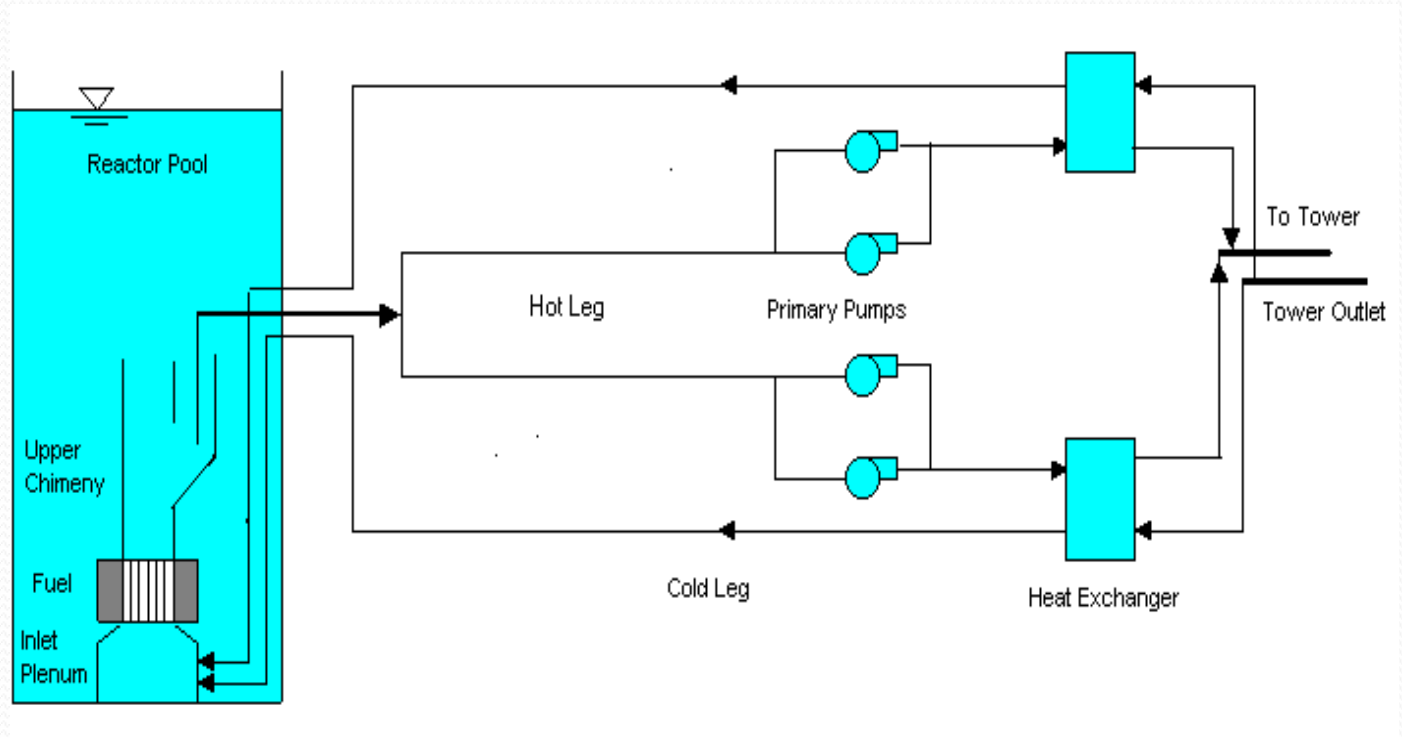 Reactor Pool
To Tower
Hot Leg
Primary Pumps
Tower Outlet
Upper
Chimeny
Fuel
Cold Leg
Heat Exchanger
Inlet
Plenum